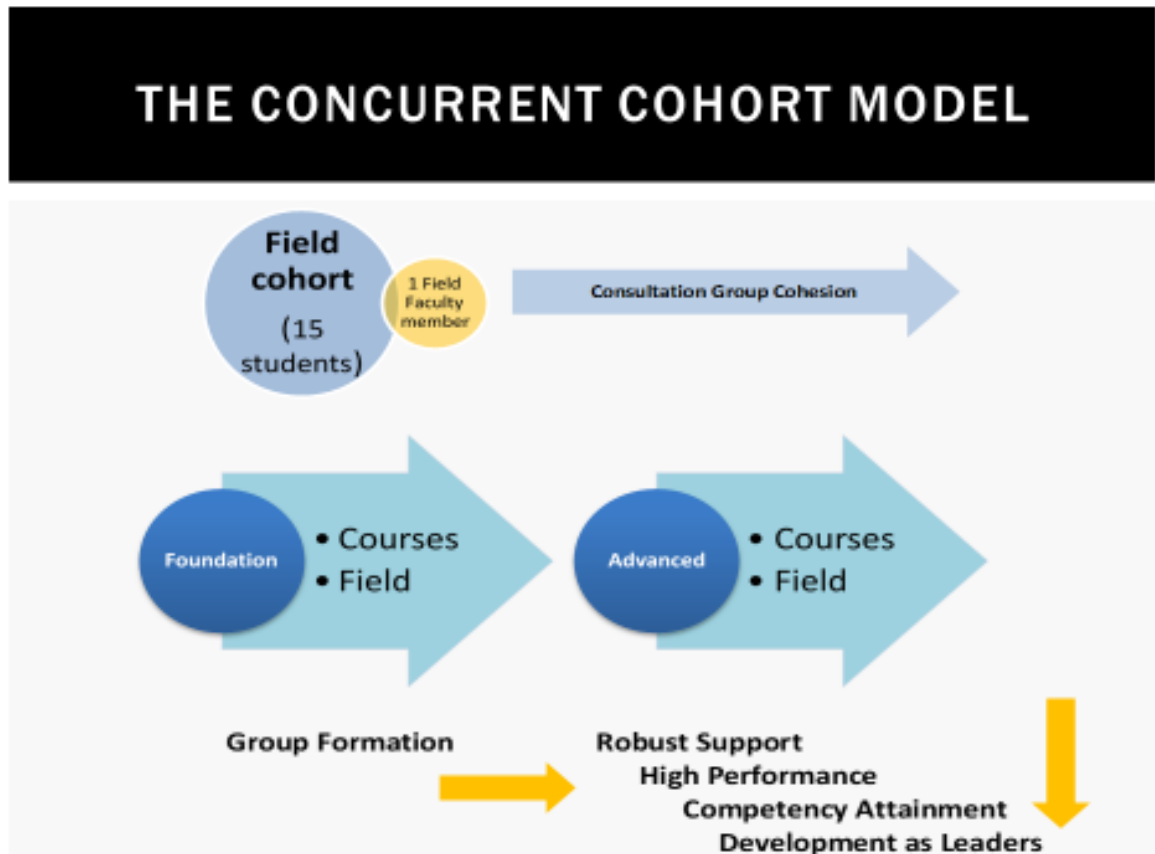 THE CONCURRENT COHORT MODEL
Field
cohort
(15
students)
1 Field
Faculty
member
Consultation Group Cohesion
Foundation
• Courses
• Field
Advanced
• Courses
• Field
Group Formation
Robust Support
High Performance
Competency Attainment
Development as Leaders